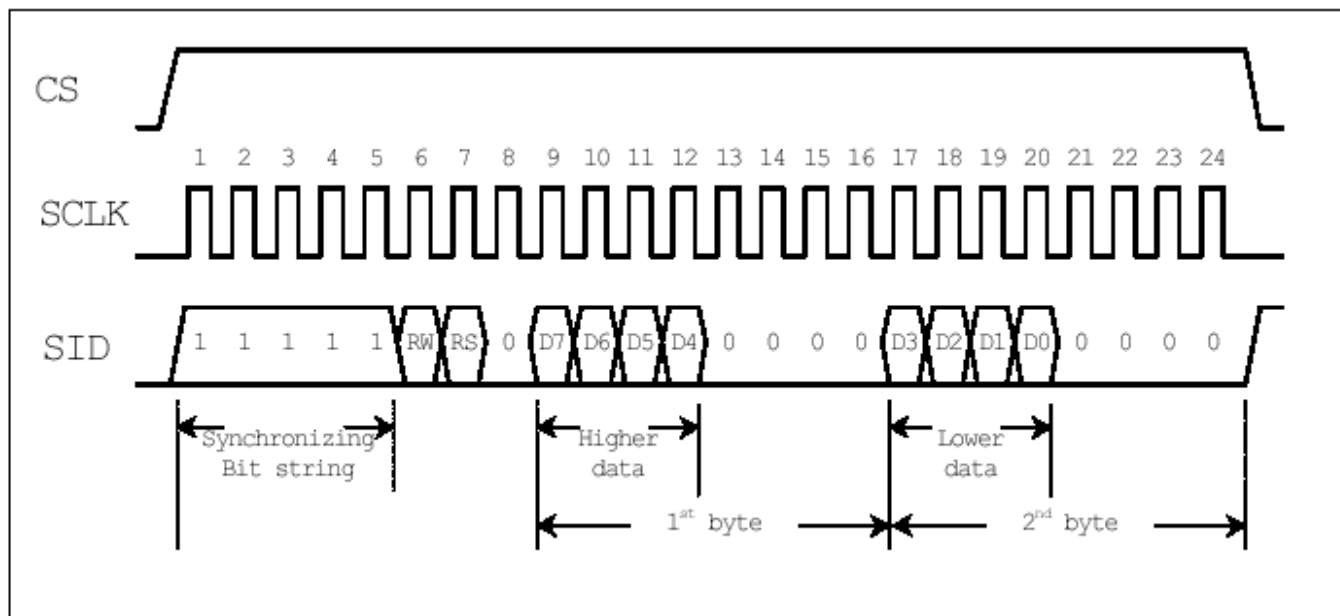 CS
1 2 3 4 5 6 7 8 9 10 11 12 13 14 15 16 17 18 19 20 21 22 23 24
SCLK
SID
1 1 1 1 1 RW RS 0 D7 D6 D5 D4 0 0 0 0 D3 D2 D1 D0 0 0 0 0
Synchronizing
Bit string
Higher
data
Lower
data
1st byte
2nd byte